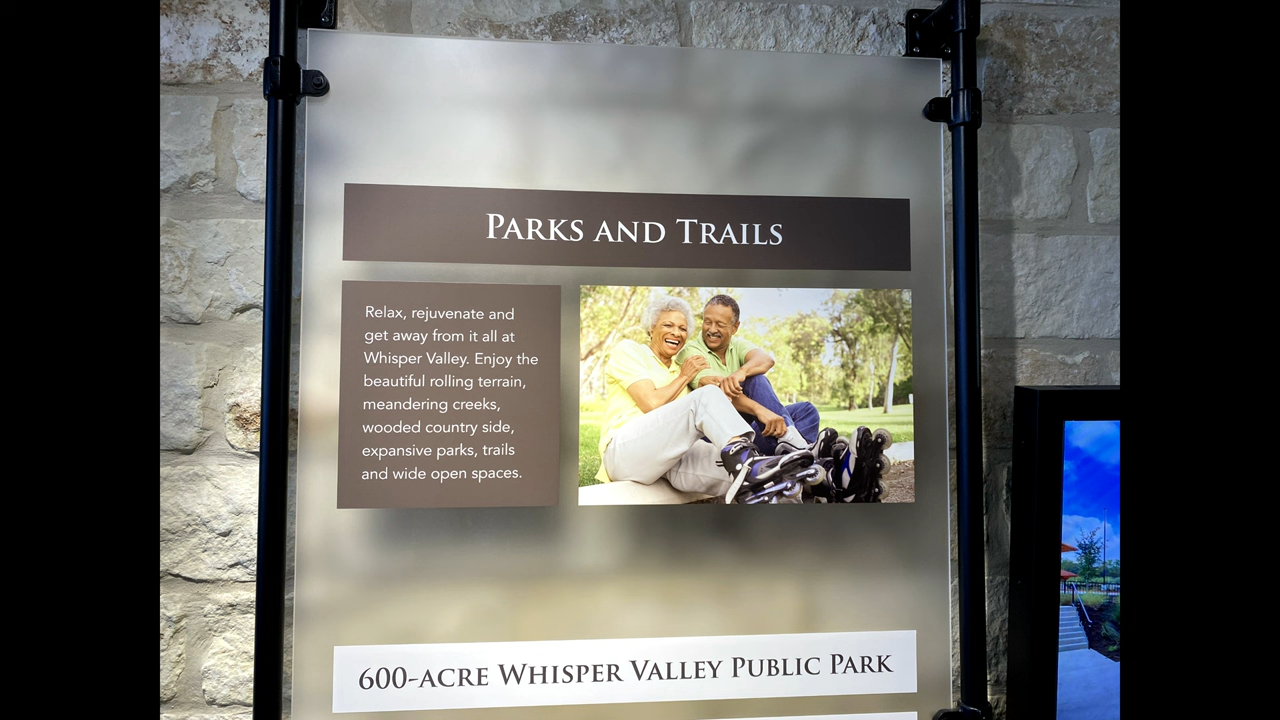 PARKS AND TRAILS
Relax, rejuvenate and
get away from it all at
Whisper Valley. Enjoy the
beautiful rolling terrain,
meandering creeks,
wooded country side,
expansive parks, trails
and wide open spaces.
600-ACRE WHISPER VALLEY PUBLIC PARK